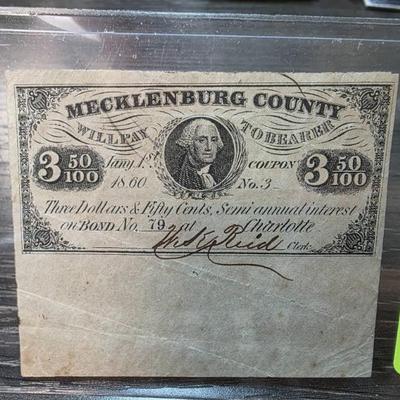 MECKLENBURG COUNTY
WILL PAY TO BEARER
3 50/100 Jany. 1st COUPON 3 50/100
1860 No. 3
Three Dollars & Fifty Cents, Semi annual interest
on BOND No. 79 at Charlotte
Reid Clerk